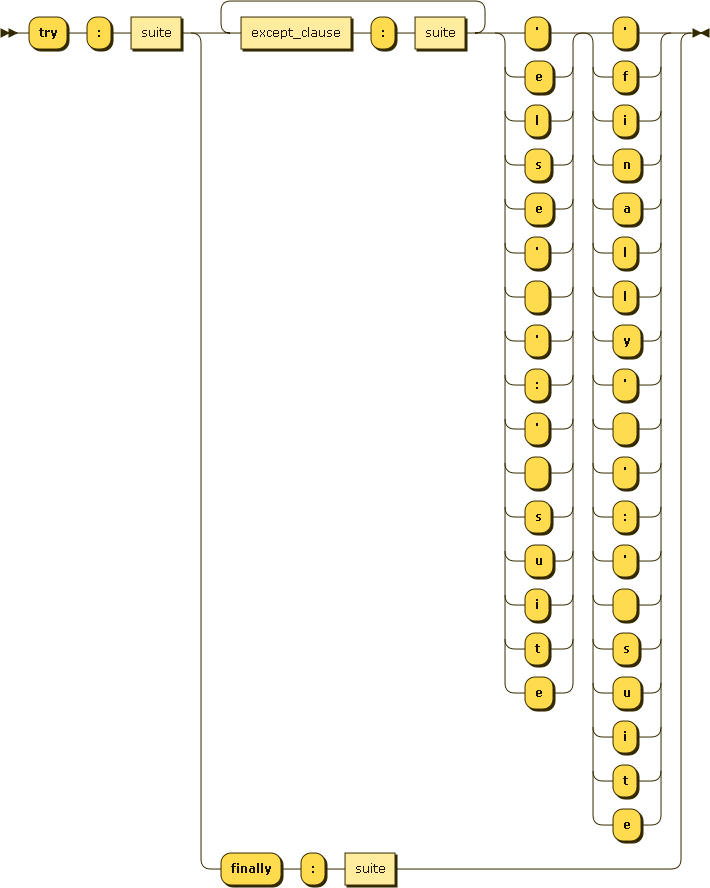 try : suite except_clause : suite ' '
e f
l i
s n
e a
' l
l
' y
: '
'
' 
s :
u '
i
t s
e u
i
t
e
finally : suite